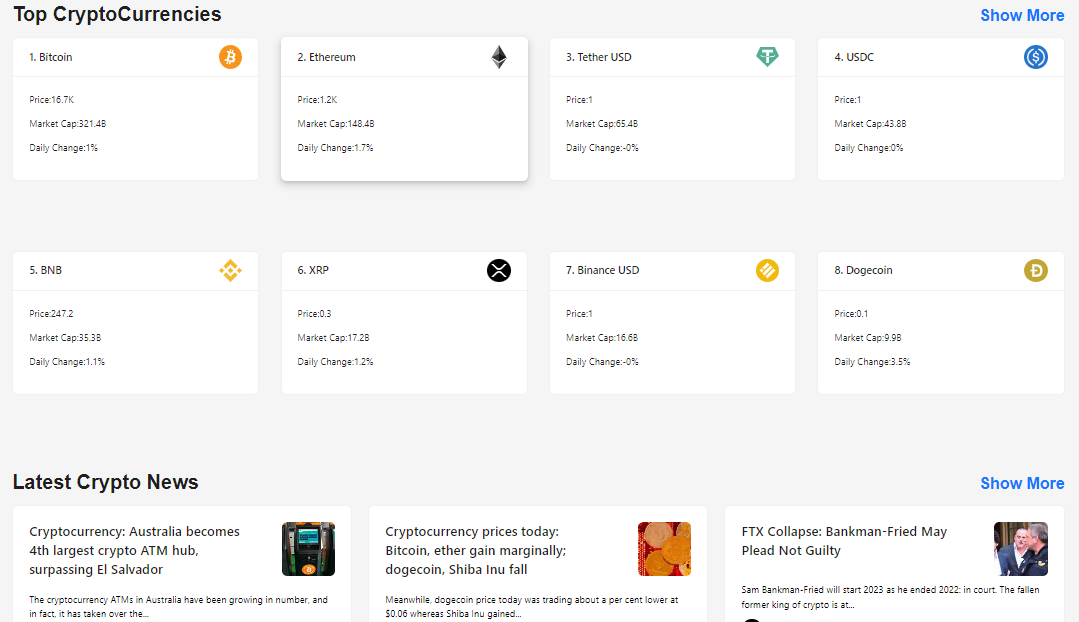 Top CryptoCurrencies
Show More
1. Bitcoin
Price:16.7K
Market Cap:321.4B
Daily Change:1%
2. Ethereum
Price:1.2K
Market Cap:148.4B
Daily Change:1.7%
3. Tether USD
Price:1
Market Cap:65.4B
Daily Change:-0%
4. USDC
Price:1
Market Cap:43.8B
Daily Change:0%
5. BNB
Price:247.2
Market Cap:35.3B
Daily Change:1.1%
6. XRP
Price:0.3
Market Cap:17.2B
Daily Change:1.2%
7. Binance USD
Price:1
Market Cap:16.6B
Daily Change:-0%
8. Dogecoin
Price:0.1
Market Cap:9.9B
Daily Change:3.5%
Latest Crypto News
Show More
Cryptocurrency: Australia becomes
4th largest crypto ATM hub,
surpassing El Salvador
The cryptocurrency ATMs in Australia have been growing in number, and
in fact, it has taken over the...
Cryptocurrency prices today:
Bitcoin, ether gain marginally;
dogecoin, Shiba Inu fall
Meanwhile, dogecoin price today was trading about a per cent lower at
$0.06 whereas Shiba Inu gained...
FTX Collapse: Bankman-Fried May
Plead Not Guilty
Sam Bankman-Fried will start 2023 as he ended 2022: in court. The fallen
former king of crypto is at...